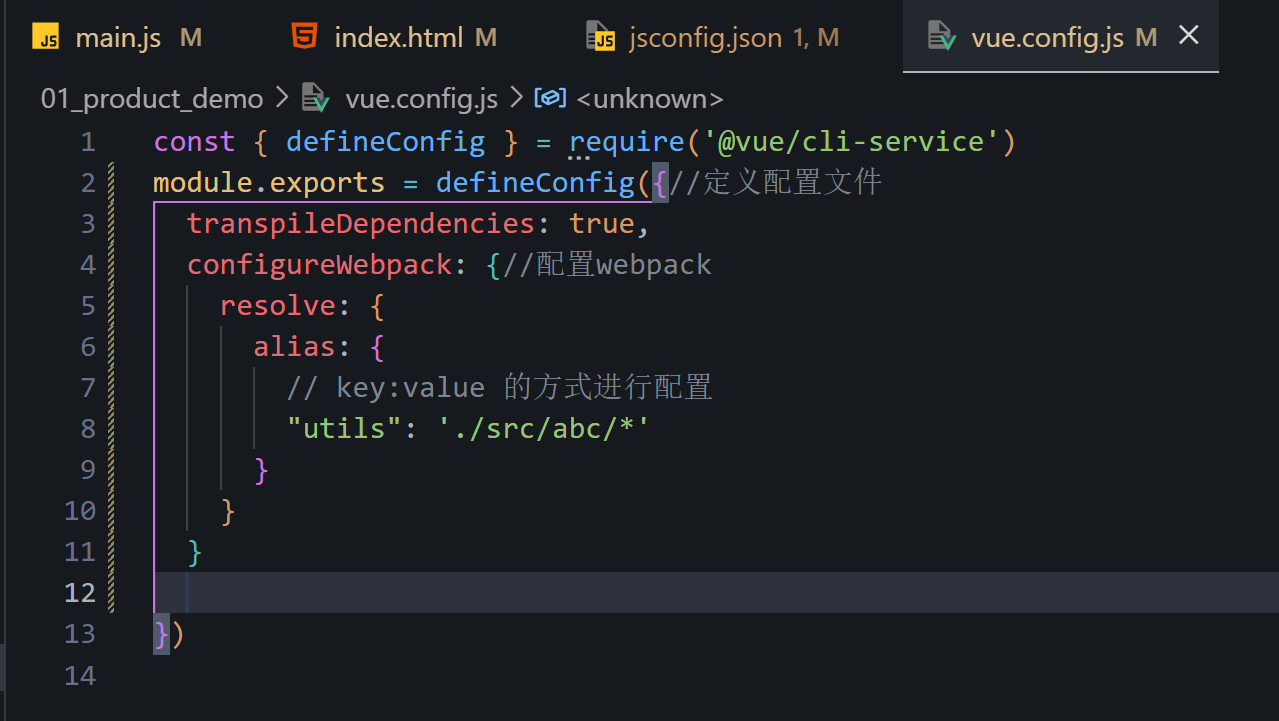 JS main.js M index.html M JS jsconfig.json 1, M vue.config.js M
01_product_demo > vue.config.js > <unknown>
1 const { defineConfig } = require('@vue/cli-service')
2 module.exports = defineConfig({//定义配置文件
3   transpileDependencies: true,
4   configureWebpack: {//配置webpack
5     resolve: {
6       alias: {
7         // key:value 的方式进行配置
8         "utils": './src/abc/*'
9       }
10     }
11   }
12
13 })
14